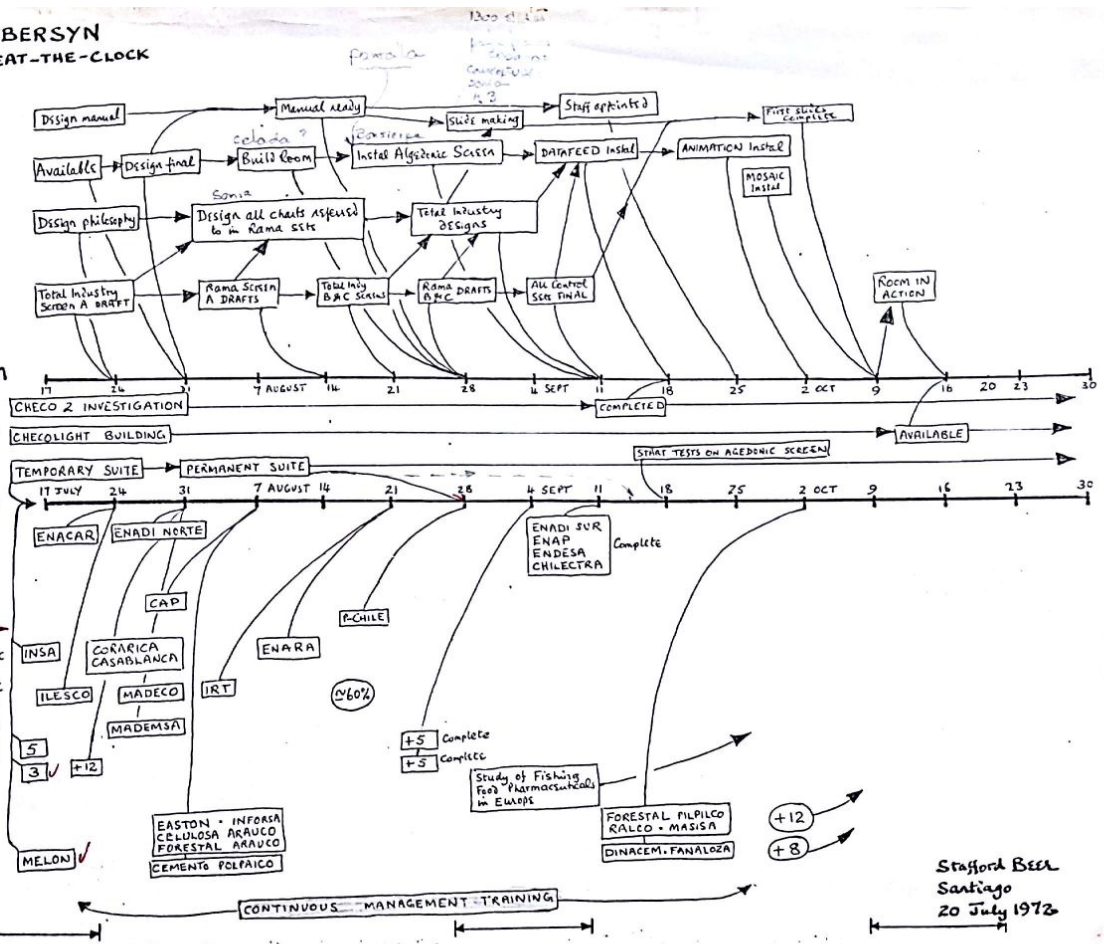 BERSYN
EAT-THE-CLOCK
Design manual
Manual ready
Slide making
Staff appointed
First slides complete
Available
Design final
Build Room
Instal Algedonic Screen
DATAFEED Instal
ANIMATION Instal
MOSAIC
Instal
Sonia
Design philosophy
Design all charts referred
to in Rama sets
Total Industry
designs
Total Industry
Screen A DRAFT
Rama Screen
A DRAFTS
Total Indy
B&C Screens
Rama DRAFTS
B&C
All Control
Sets FINAL
ROOM IN
ACTION
17 24 31 7 AUGUST 14 21 28 4 SEPT 11 18 25 2 OCT 9 16 20 23 30
CHECO 2 INVESTIGATION
COMPLETED
CHECOLIGHT BUILDING
AVAILABLE
START TESTS ON AGEDONIC SCREEN
TEMPORARY SUITE
PERMANENT SUITE
17 JULY 24 31 7 AUGUST 14 21 28 4 SEPT 11 18 25 2 OCT 9 16 23 30
ENACAR
ENADI NORTE
ENADI SUR
ENAP
ENDESA
CHILECTRA
Complete
CAP
P-CHILE
INSA
CORARICA
CASABLANCA
ENARA
ILESCO
MADECO
IRT
≈60%
MADEMSA
5
3
+12
+5 Complete
+5 Complete
Study of Fishing
Food Pharmaceuticals
in Europe
EASTON · INFORSA
CELULOSA ARAUCO
FORESTAL ARAUCO
CEMENTO POLPAICO
FORESTAL PILPILCO
RALCO · MASISA
DINACEM · FANALOZA
+12
+8
MELON
CONTINUOUS MANAGEMENT TRAINING
Stafford Beer
Santiago
20 July 1972